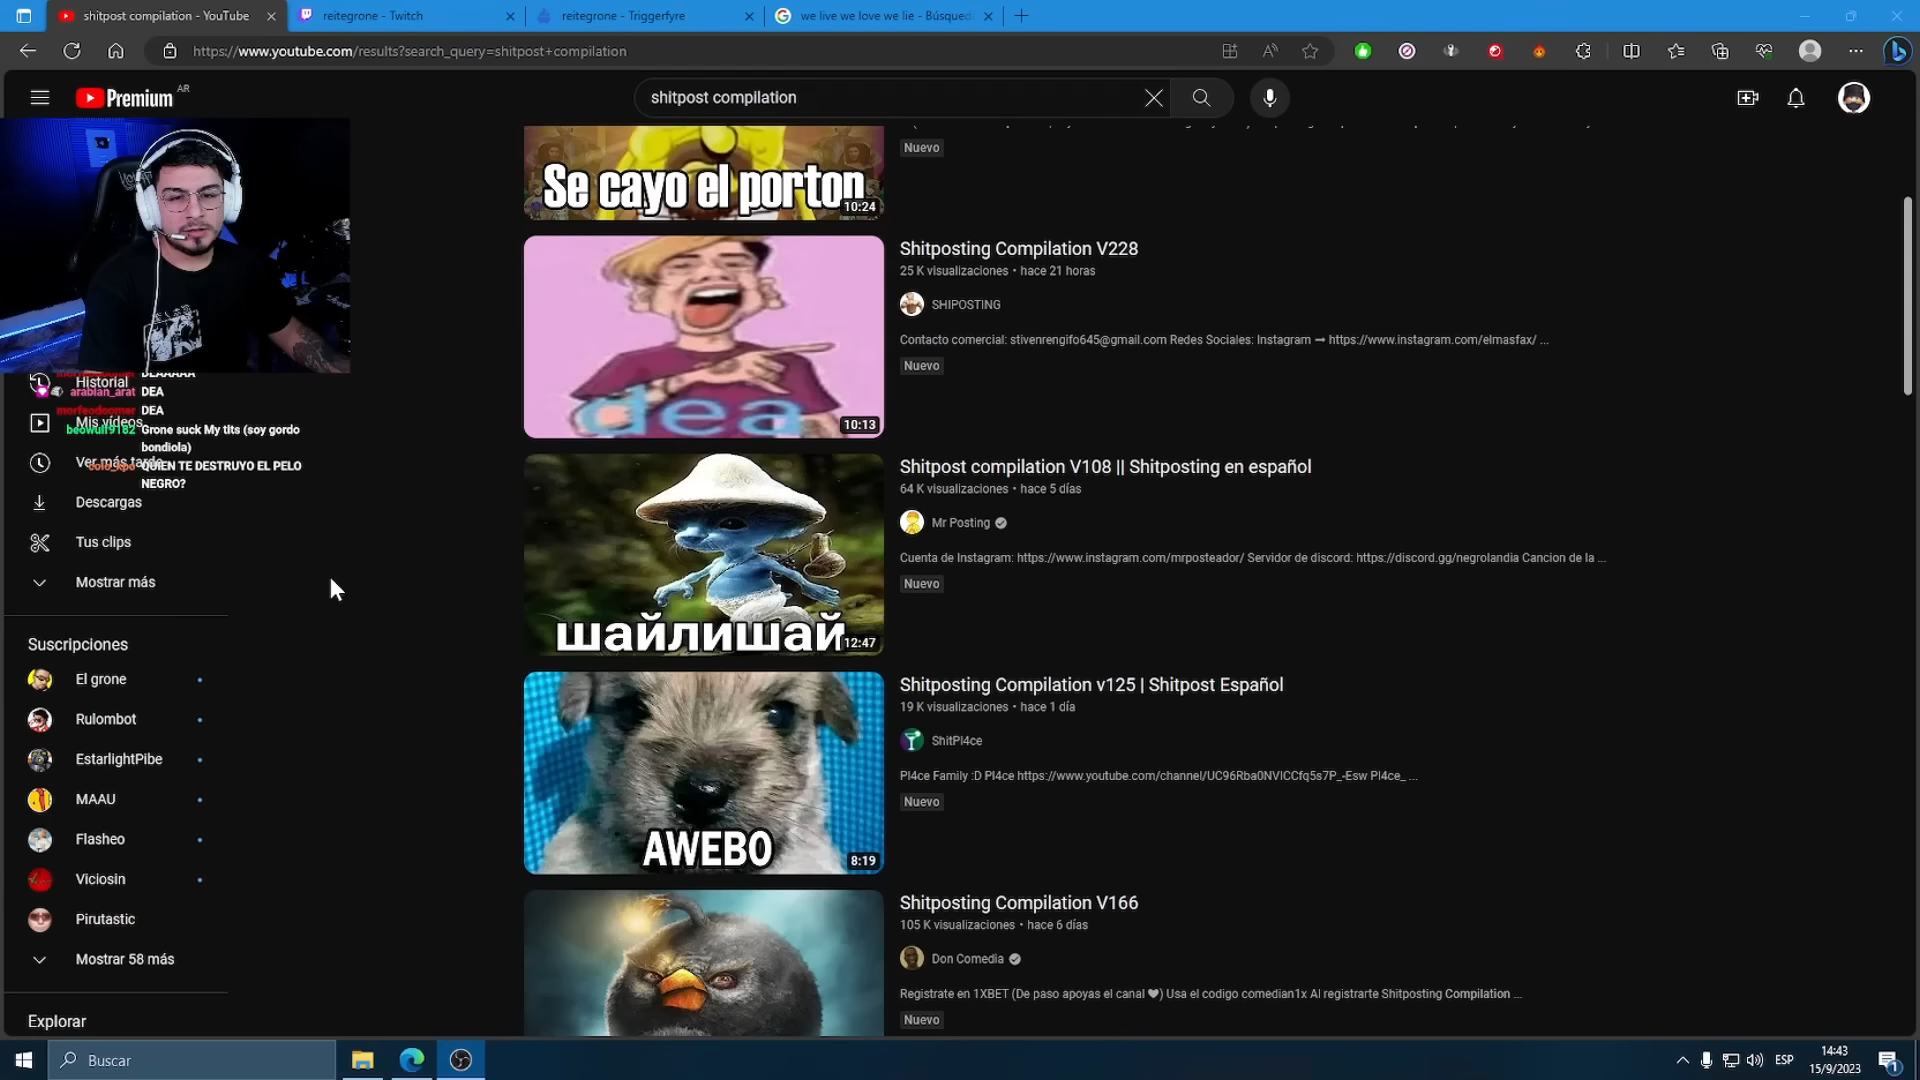 shitpost compilation - YouTube
reitegrone - Twitch
reitegrone - Triggerfyre
we live we love we lie - Búsqued
https://www.youtube.com/results?search_query=shitpost+compilation
Premium AR
shitpost compilation
Se cayo el porton
10:24
Nuevo
dea
10:13
Shitposting Compilation V228
25 K visualizaciones • hace 21 horas
SHIPOSTING
Contacto comercial: stivenrengifo645@gmail.com Redes Sociales: Instagram ➞ https://www.instagram.com/elmasfax/ ...
Nuevo
шайлишай
12:47
Shitpost compilation V108 || Shitposting en español
64 K visualizaciones • hace 5 días
Mr Posting
Cuenta de Instagram: https://www.instagram.com/mrposteador/ Servidor de discord: https://discord.gg/negrolandia Cancion de la ...
Nuevo
AWEBO
8:19
Shitposting Compilation v125 | Shitpost Español
19 K visualizaciones • hace 1 día
ShitPl4ce
Pl4ce Family :D Pl4ce https://www.youtube.com/channel/UC96Rba0NVlCCfq5s7P_-Esw Pl4ce_ ...
Nuevo
Shitposting Compilation V166
105 K visualizaciones • hace 6 días
Don Comedia
Registrate en 1XBET (De paso apoyas el canal ❤) Usa el codigo comedian1x Al registrarte Shitposting Compilation ...
Nuevo
Historial
arabian_arat DEA
morfeodoomer DEA
Mis vídeos
beowulf9182 Grone suck My tits (soy gordo
bondiola)
Ver más tarde
QUIEN TE DESTRUYO EL PELO
NEGRO?
Descargas
Tus clips
Mostrar más
Suscripciones
El grone
Rulombot
EstarlightPibe
MAAU
Flasheo
Viciosin
Pirutastic
Mostrar 58 más
Explorar
Buscar
ESP
14:43
15/9/2023
1